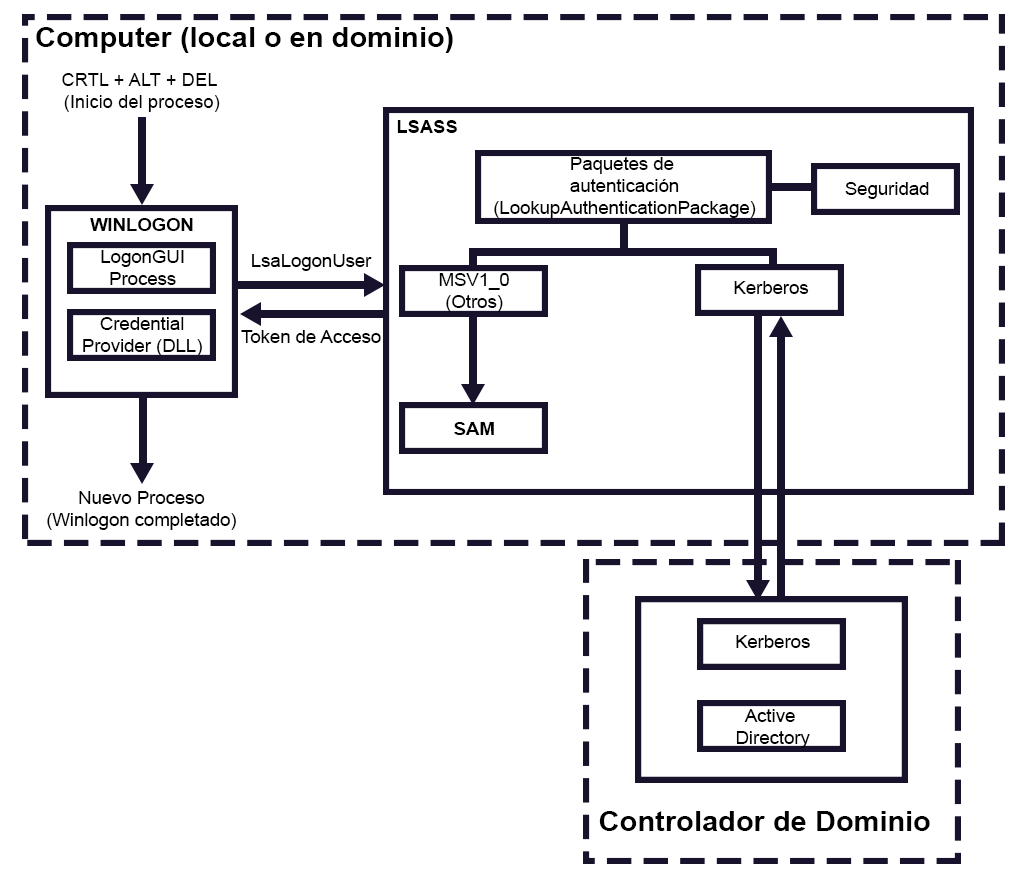 Computer (local o en dominio)
CRTL + ALT + DEL
(Inicio del proceso)
WINLOGON
LogonGUI
Process
Credential
Provider (DLL)
Nuevo Proceso
(Winlogon completado)
LsaLogonUser
Token de Acceso
LSASS
Paquetes de
autenticación
(LookupAuthenticationPackage)
Seguridad
MSV1_0
(Otros)
Kerberos
SAM
Kerberos
Active
Directory
Controlador de Dominio